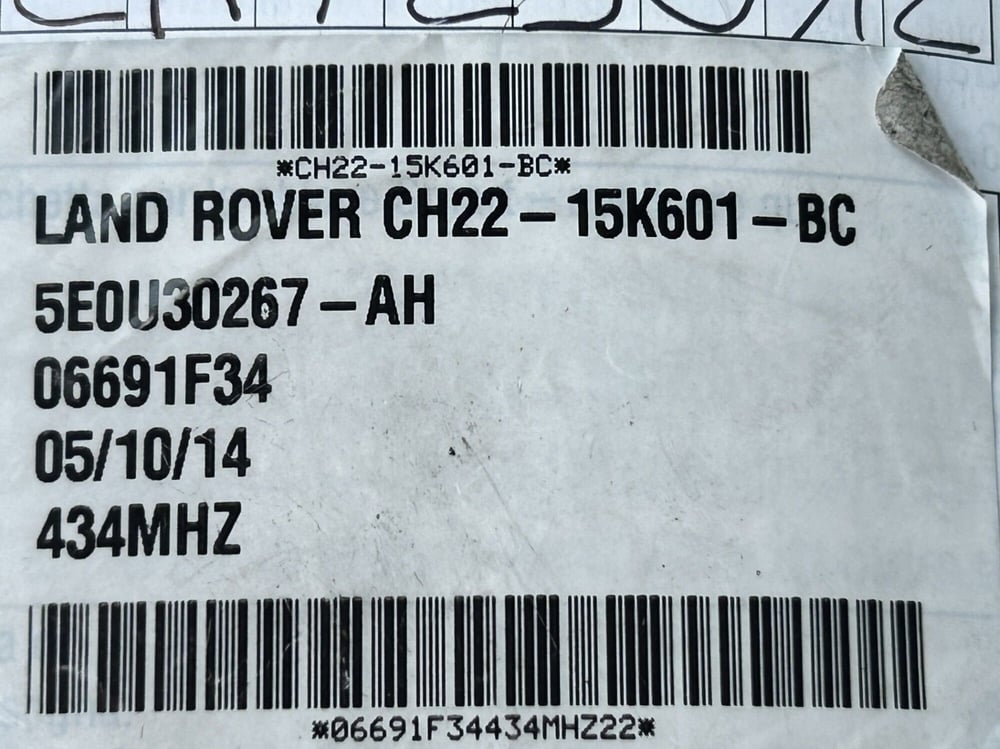 *CH22-15K601-BC*
LAND ROVER CH22-15K601-BC
5E0U30267-AH
06691F34
05/10/14
434MHZ
*06691F34434MHZ22*